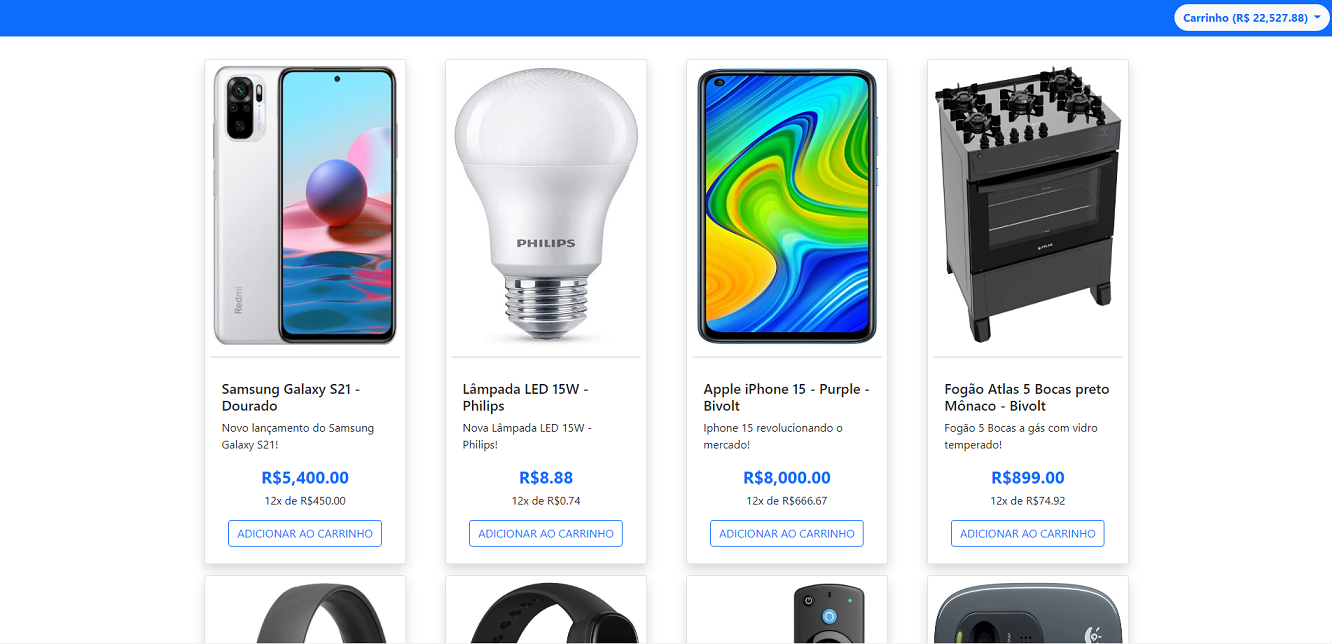 Carrinho (R$ 22,527.88)
Redmi
PHILIPS
Samsung Galaxy S21 -
Dourado
Novo lançamento do Samsung
Galaxy S21!
R$5,400.00
12x de R$450.00
ADICIONAR AO CARRINHO
Lâmpada LED 15W -
Philips
Nova Lâmpada LED 15W -
Philips!
R$8.88
12x de R$0.74
ADICIONAR AO CARRINHO
Apple iPhone 15 - Purple -
Bivolt
Iphone 15 revolucionando o
mercado!
R$8,000.00
12x de R$666.67
ADICIONAR AO CARRINHO
Fogão Atlas 5 Bocas preto
Mônaco - Bivolt
Fogão 5 Bocas a gás com vidro
temperado!
R$899.00
12x de R$74.92
ADICIONAR AO CARRINHO